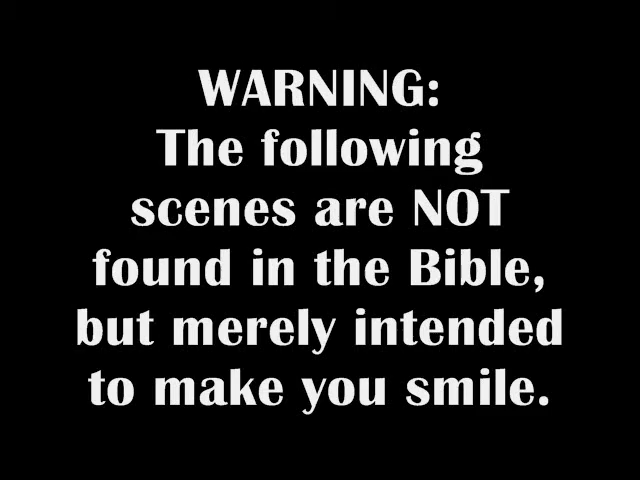 WARNING:
The following
scenes are NOT
found in the Bible,
but merely intended
to make you smile.